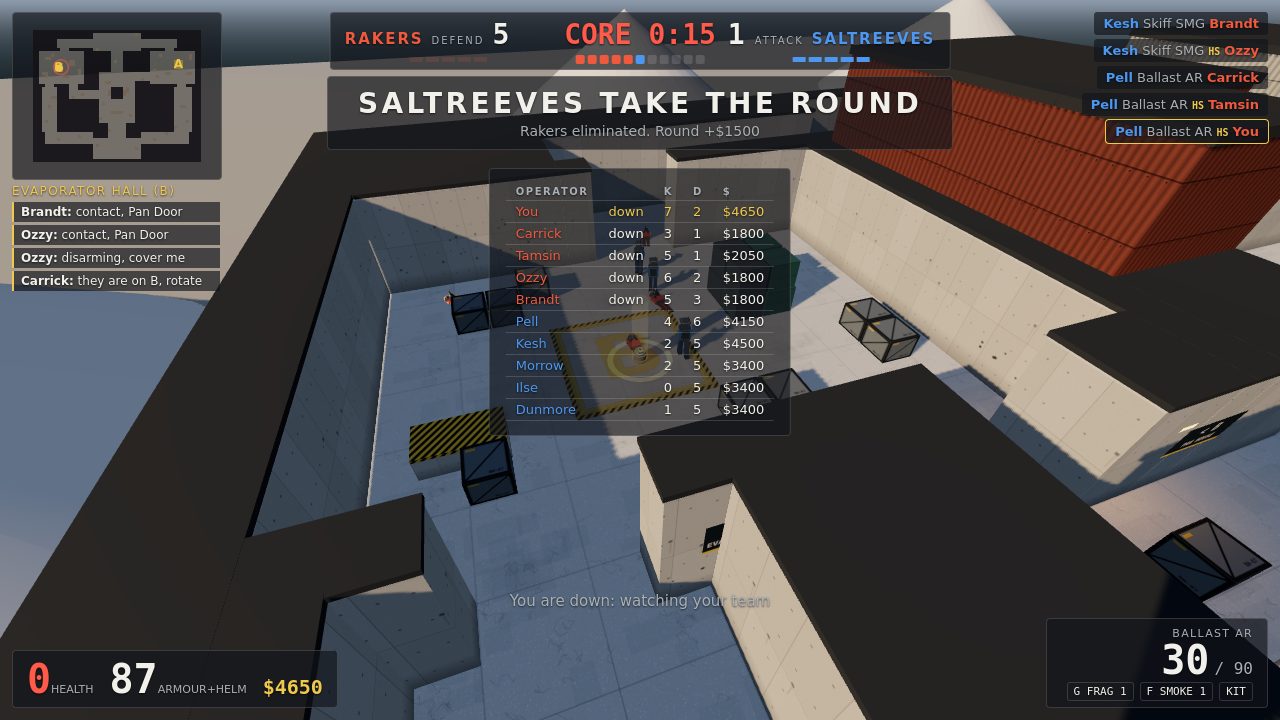 RAKERS DEFEND 5 CORE 0:15 1 ATTACK SALTREEVES
SALTREEVES TAKE THE ROUND
Rakers eliminated. Round +$1500
Kesh Skiff SMG Brandt
Kesh Skiff SMG HS Ozzy
Pell Ballast AR Carrick
Pell Ballast AR HS Tamsin
Pell Ballast AR HS You
B
A
EVAPORATOR HALL (B)
Brandt: contact, Pan Door
Ozzy: contact, Pan Door
Ozzy: disarming, cover me
Carrick: they are on B, rotate
OPERATOR K D $
You down 7 2 $4650
Carrick down 3 1 $1800
Tamsin down 5 1 $2050
Ozzy down 6 2 $1800
Brandt down 5 3 $1800
Pell 4 6 $4150
Kesh 2 5 $4500
Morrow 2 5 $3400
Ilse 0 5 $3400
Dunmore 1 5 $3400
You are down: watching your team
0 HEALTH 87 ARMOUR+HELM $4650
BALLAST AR
30 / 90
G FRAG 1 F SMOKE 1 KIT